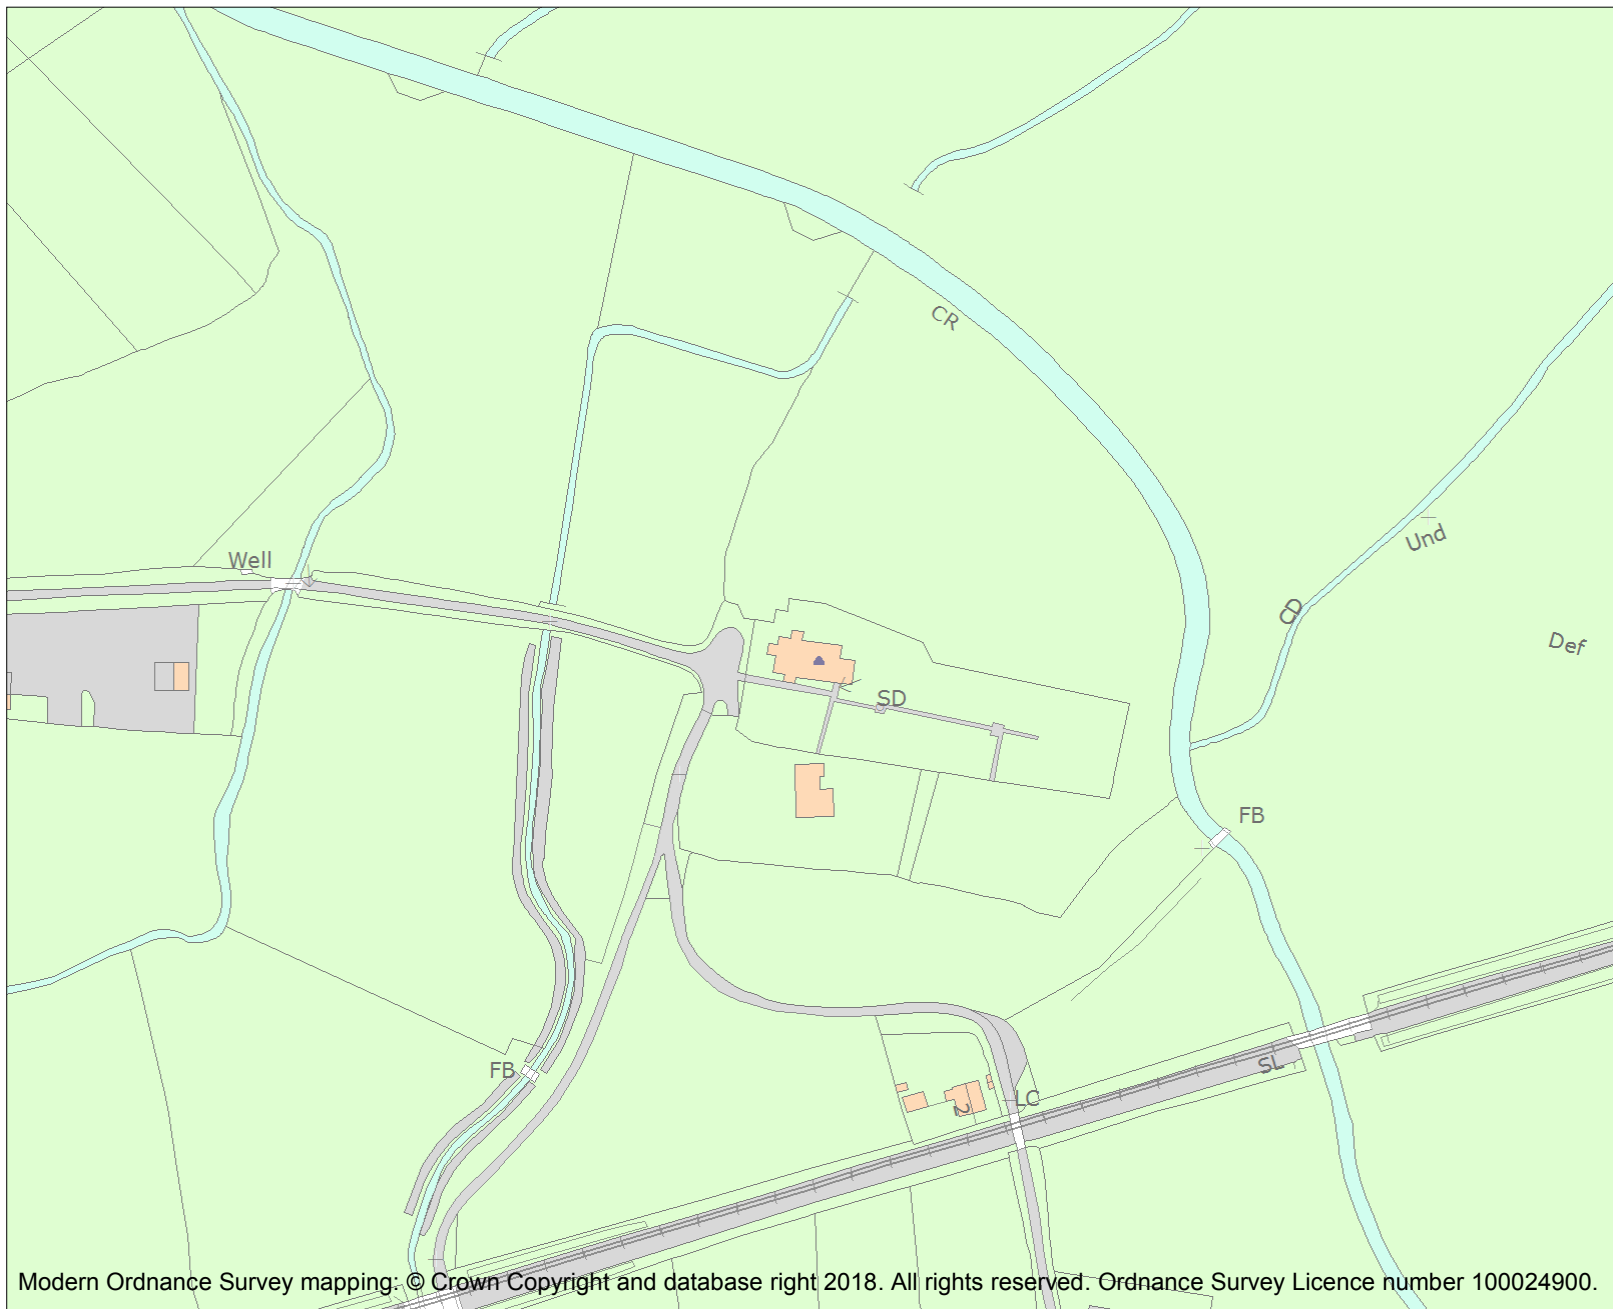 CR
Und
Well
CD
Def
SD
FB
FB
SL
LC
2
Modern Ordnance Survey mapping: © Crown Copyright and database right 2018. All rights reserved. Ordnance Survey Licence number 100024900.